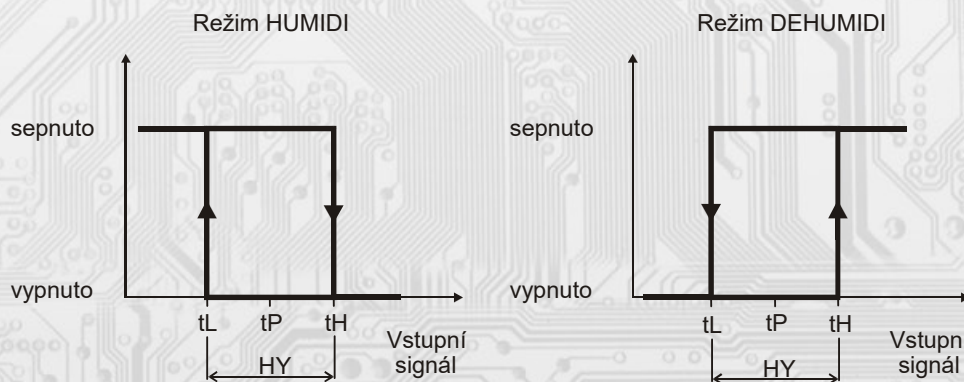 Režim HUMIDI
sepnuto
vypnuto
tL tP tH
HY
Vstupní
signál
Režim DEHUMIDI
sepnuto
vypnuto
tL tP tH
HY
Vstupn
signál